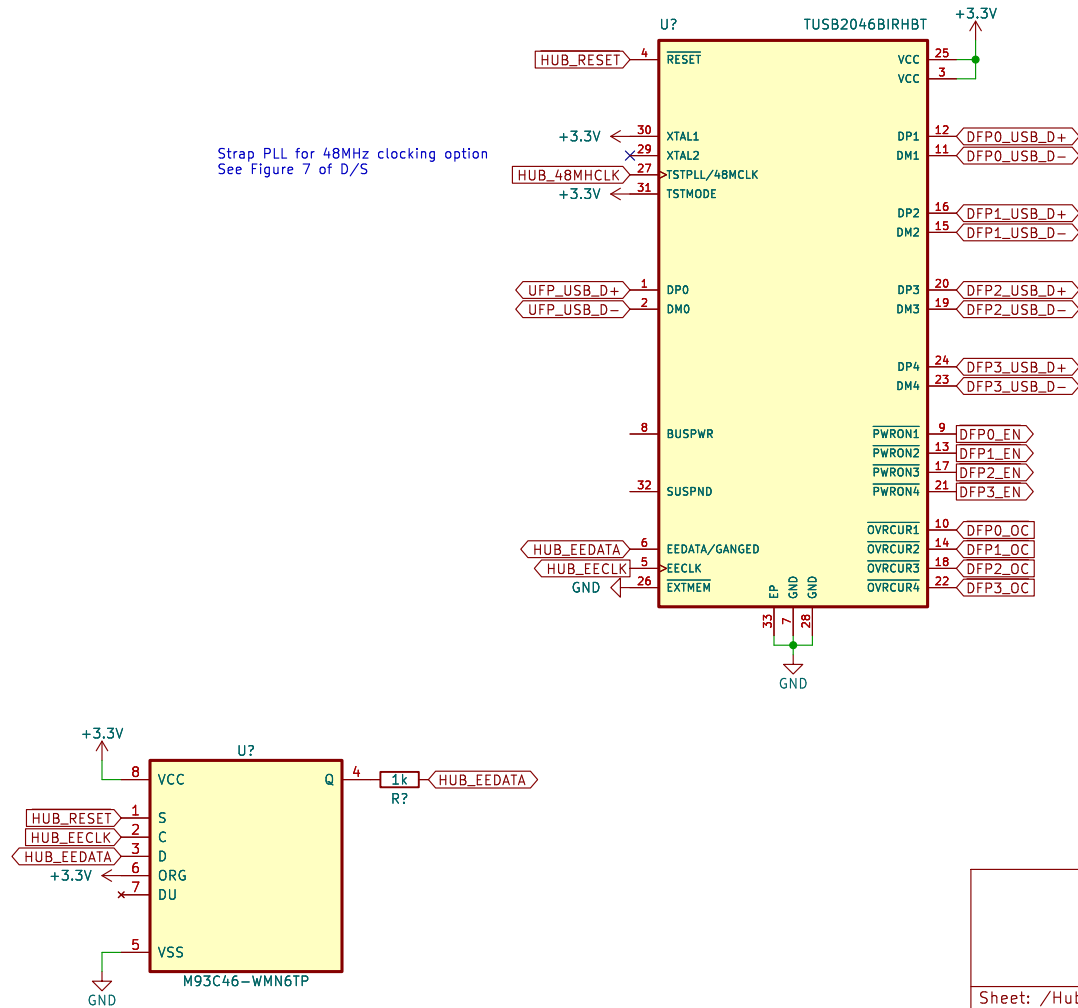 U? TUSB2046BIRHBT +3.3V
HUB_RESET 4 RESET VCC 25
VCC 3
+3.3V 30 XTAL1 DP1 12 DFP0_USB_D+
Strap PLL for 48MHz clocking option 29 XTAL2 DM1 11 DFP0_USB_D-
See Figure 7 of D/S
HUB_48MHCLK 27 TSTPLL/48MCLK
+3.3V 31 TSTMODE
DP2 16 DFP1_USB_D+
DM2 15 DFP1_USB_D-
UFP_USB_D+ 1 DP0 DP3 20 DFP2_USB_D+
UFP_USB_D- 2 DM0 DM3 19 DFP2_USB_D-
DP4 24 DFP3_USB_D+
DM4 23 DFP3_USB_D-
8 BUSPWR PWRON1 9 DFP0_EN
PWRON2 13 DFP1_EN
PWRON3 17 DFP2_EN
32 SUSPND PWRON4 21 DFP3_EN
OVRCUR1 10 DFP0_OC
HUB_EEDATA 6 EEDATA/GANGED OVRCUR2 14 DFP1_OC
HUB_EECLK 5 EECLK OVRCUR3 18 DFP2_OC
GND 26 EXTMEM OVRCUR4 22 DFP3_OC
EP GND GND
33 7 28
GND
+3.3V
U?
8 VCC Q 4 1k HUB_EEDATA
R?
HUB_RESET 1 S
HUB_EECLK 2 C
HUB_EEDATA 3 D
+3.3V 6 ORG
7 DU
5 VSS
M93C46-WMN6TP
GND
Sheet: /Hub